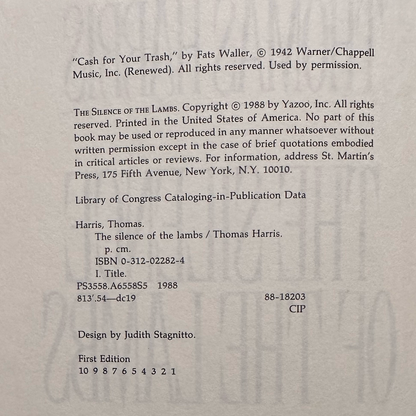 "Cash for Your Trash," by Fats Waller, © 1942 Warner/Chappell
Music, Inc. (Renewed). All rights reserved. Used by permission.
THE SILENCE OF THE LAMBS. Copyright © 1988 by Yazoo, Inc. All rights
reserved. Printed in the United States of America. No part of this
book may be used or reproduced in any manner whatsoever without
written permission except in the case of brief quotations embodied
in critical articles or reviews. For information, address St. Martin's
Press, 175 Fifth Avenue, New York, N.Y. 10010.
Library of Congress Cataloging-in-Publication Data
Harris, Thomas.
The silence of the lambs / Thomas Harris.
p. cm.
ISBN 0-312-02282-4
I. Title.
PS3558.A6558S5 1988
813'.54—dc19 88-18203
CIP
Design by Judith Stagnitto.
First Edition
10 9 8 7 6 5 4 3 2 1